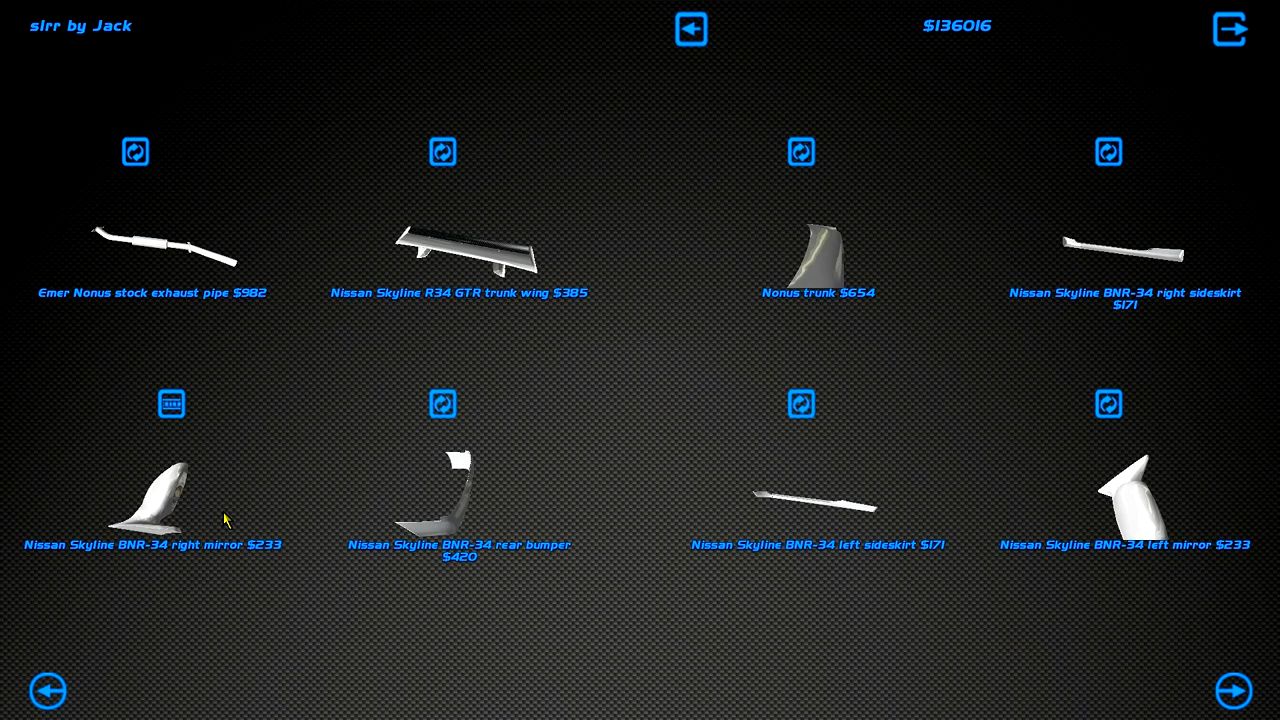 slrr by Jack
$136016
Emer Nonus stock exhaust pipe $982
Nissan Skyline R34 GTR trunk wing $385
Nonus trunk $654
Nissan Skyline BNR-34 right sideskirt
$171
Nissan Skyline BNR-34 right mirror $233
Nissan Skyline BNR-34 rear bumper
$420
Nissan Skyline BNR-34 left sideskirt $171
Nissan Skyline BNR-34 left mirror $233